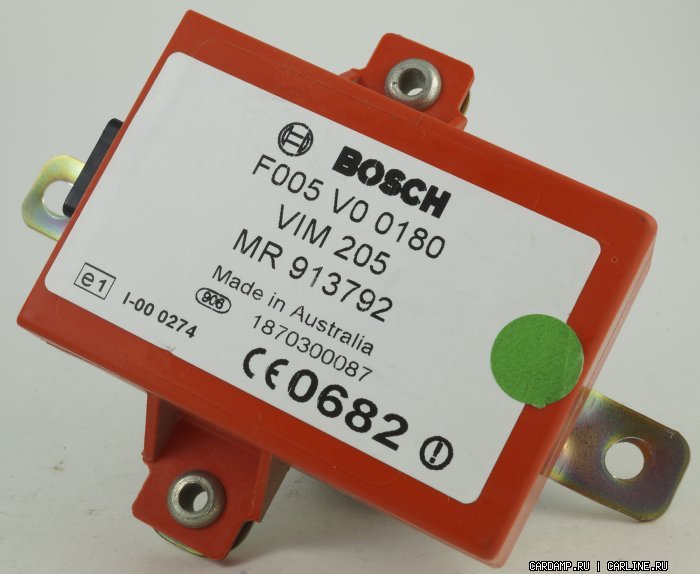 BOSCH
F005 V0 0180
VIM 205
MR 913792
Made in Australia
906 1870300087
e1 I-00 0274
CE0682 !
CARDAMP.RU | CARLINE.RU